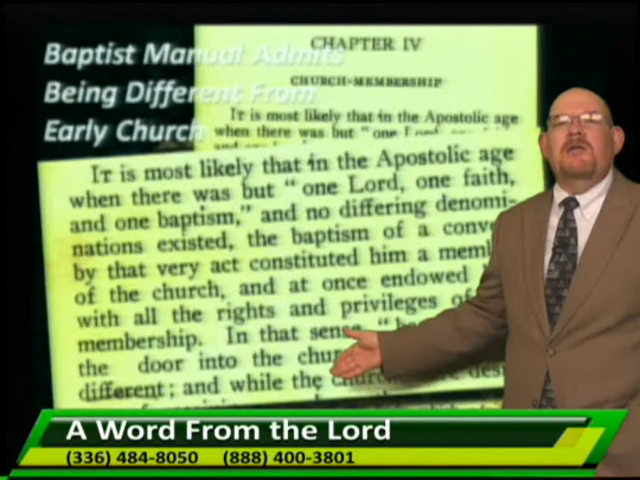 Baptist Manual Admits
Being Different From
Early Church
CHAPTER IV
CHURCH-MEMBERSHIP
IT is most likely that in the Apostolic age
when there was but "one Lord,
IT is most likely that in the Apostolic age
when there was but "one Lord, one faith,
and one baptism," and no differing denomi-
nations existed, the baptism of a
by that very act constituted him a
of the church, and at once endowed
with all the rights and privileges
membership. In that sense,
the door into the
different; and while the
A Word From the Lord
(336) 484-8050 (888) 400-3801